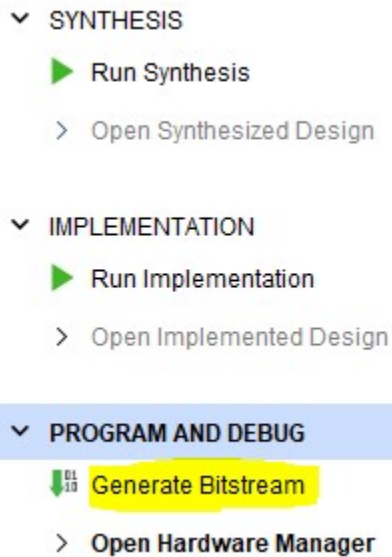 SYNTHESIS
Run Synthesis
Open Synthesized Design
IMPLEMENTATION
Run Implementation
Open Implemented Design
PROGRAM AND DEBUG
Generate Bitstream
Open Hardware Manager